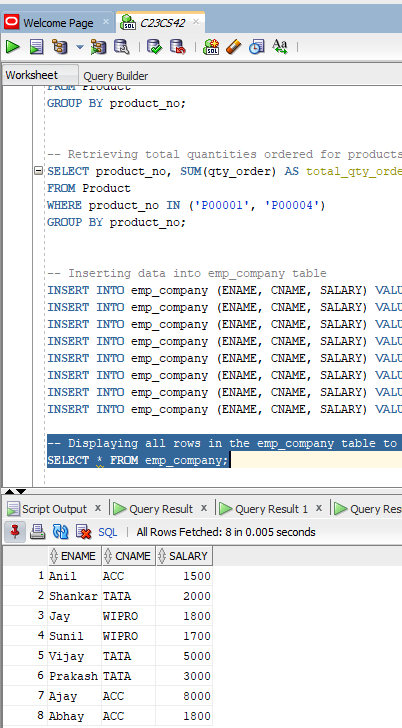 Welcome Page C23CS42
Worksheet Query Builder
FROM Product
GROUP BY product_no;
-- Retrieving total quantities ordered for products
SELECT product_no, SUM(qty_order) AS total_qty_orde
FROM Product
WHERE product_no IN ('P00001', 'P00004')
GROUP BY product_no;
-- Inserting data into emp_company table
INSERT INTO emp_company (ENAME, CNAME, SALARY) VALU
INSERT INTO emp_company (ENAME, CNAME, SALARY) VALU
INSERT INTO emp_company (ENAME, CNAME, SALARY) VALU
INSERT INTO emp_company (ENAME, CNAME, SALARY) VALU
INSERT INTO emp_company (ENAME, CNAME, SALARY) VALU
INSERT INTO emp_company (ENAME, CNAME, SALARY) VALU
INSERT INTO emp_company (ENAME, CNAME, SALARY) VALU
INSERT INTO emp_company (ENAME, CNAME, SALARY) VALU
-- Displaying all rows in the emp_company table to
SELECT * FROM emp_company;
Script Output x Query Result x Query Result 1 x Query Res
SQL | All Rows Fetched: 8 in 0.005 seconds
ENAME CNAME SALARY
1 Anil ACC 1500
2 Shankar TATA 2000
3 Jay WIPRO 1800
4 Sunil WIPRO 1700
5 Vijay TATA 5000
6 Prakash TATA 3000
7 Ajay ACC 8000
8 Abhay ACC 1800